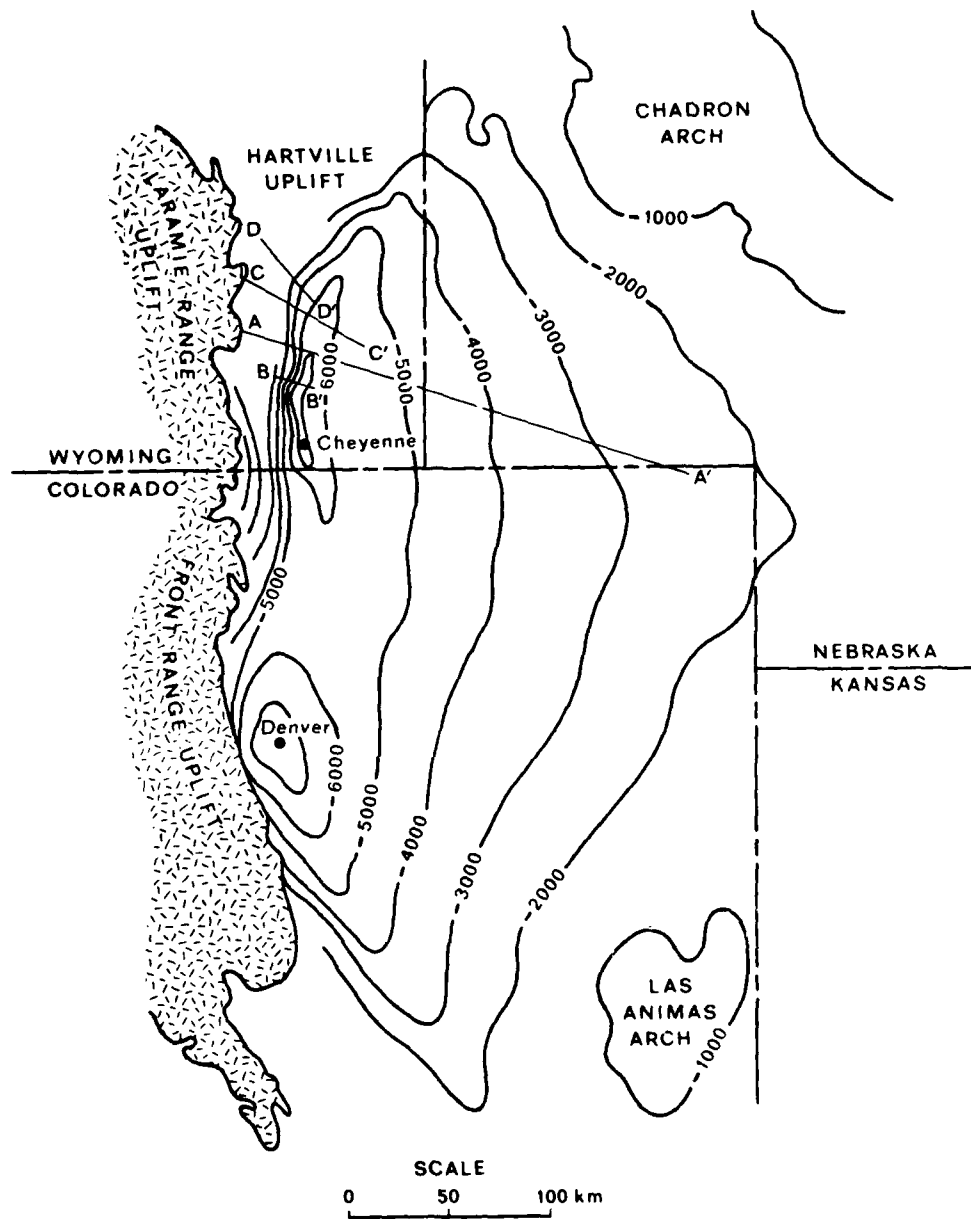 CHADRON
ARCH
HARTVILLE
UPLIFT
LARAMIE RANGE
UPLIFT
-1000
D
-2000
C
D'
-3000
A
C'
-4000
-5000
6000
B
B'
Cheyenne
WYOMING
COLORADO
A'
FRONT RANGE UPLIFT
-5000
NEBRASKA
KANSAS
Denver
-6000
-5000
-4000
-3000
-2000
LAS
ANIMAS
ARCH
-1000
SCALE
0 50 100 km